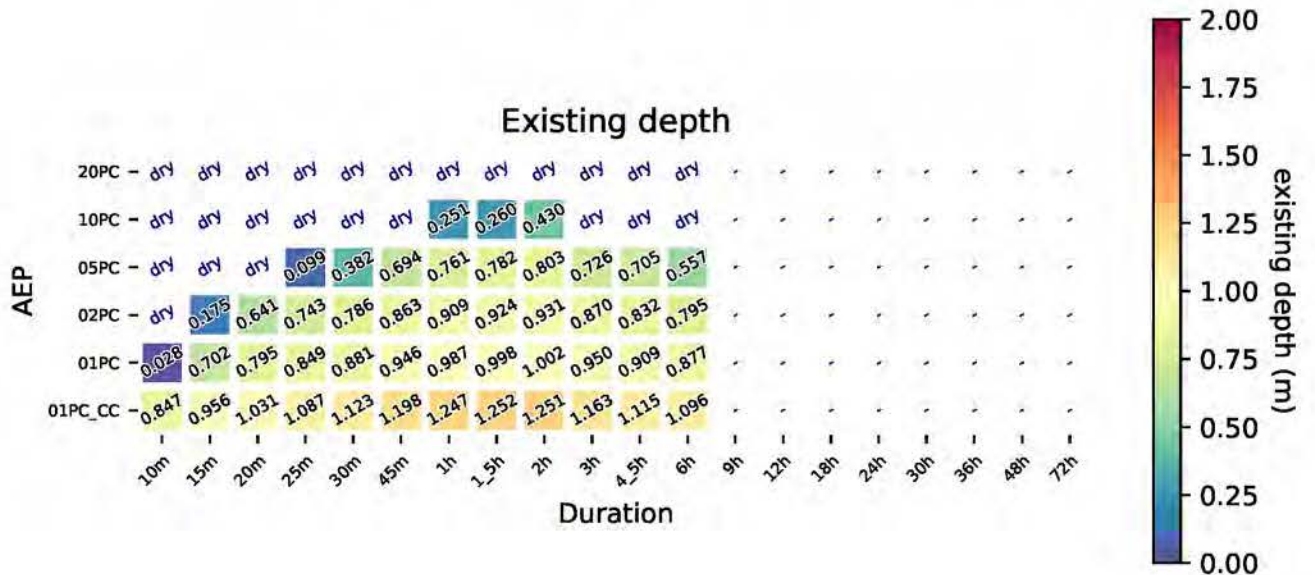 Existing depth
20PC dry dry dry dry dry dry dry dry dry dry dry dry - - - - - - - -
10PC dry dry dry dry dry dry 0.251 0.260 0.430 dry dry dry - - - - - - - -
05PC dry dry dry 0.099 0.382 0.694 0.761 0.782 0.803 0.726 0.705 0.557 - - - - - - - -
02PC dry 0.175 0.641 0.743 0.786 0.863 0.909 0.924 0.931 0.870 0.832 0.795 - - - - - - - -
01PC 0.028 0.702 0.795 0.849 0.881 0.946 0.987 0.998 1.002 0.950 0.909 0.877 - - - - - - - -
01PC_CC 0.847 0.956 1.031 1.087 1.123 1.198 1.247 1.252 1.251 1.163 1.115 1.096 - - - - - - - -
10m 15m 20m 25m 30m 45m 1h 1_5h 2h 3h 4_5h 6h 9h 12h 18h 24h 30h 36h 48h 72h
Duration
AEP
2.00
1.75
1.50
1.25
1.00
0.75
0.50
0.25
0.00
existing depth (m)